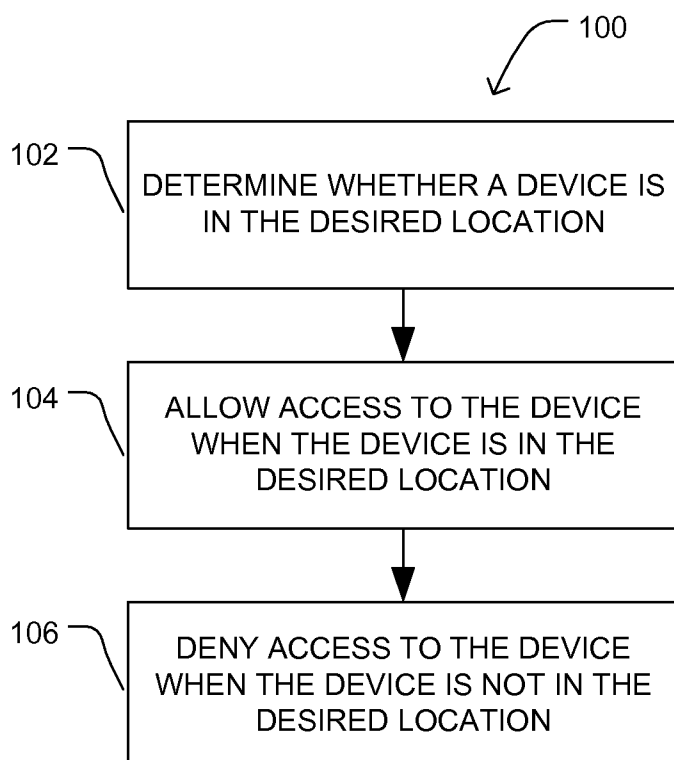 100
102
DETERMINE WHETHER A DEVICE IS
IN THE DESIRED LOCATION
104
ALLOW ACCESS TO THE DEVICE
WHEN THE DEVICE IS IN THE
DESIRED LOCATION
106
DENY ACCESS TO THE DEVICE
WHEN THE DEVICE IS NOT IN THE
DESIRED LOCATION